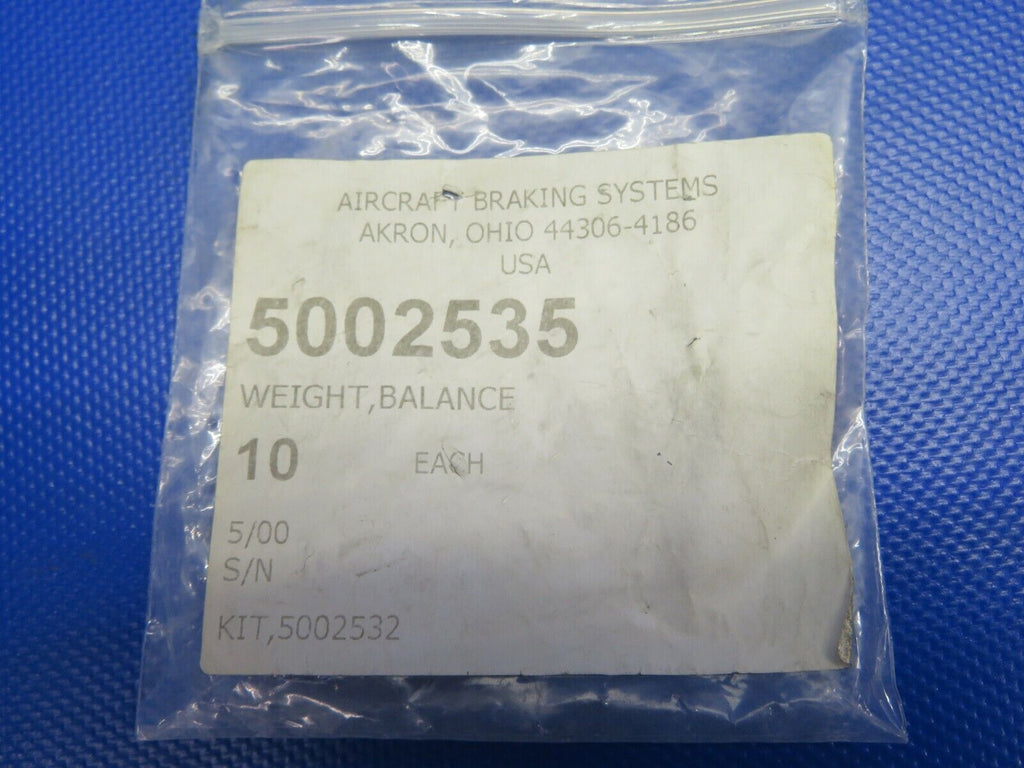 AIRCRAFT BRAKING SYSTEMS
AKRON, OHIO 44306-4186
USA
5002535
WEIGHT,BALANCE
10 EACH
5/00
S/N
KIT,5002532